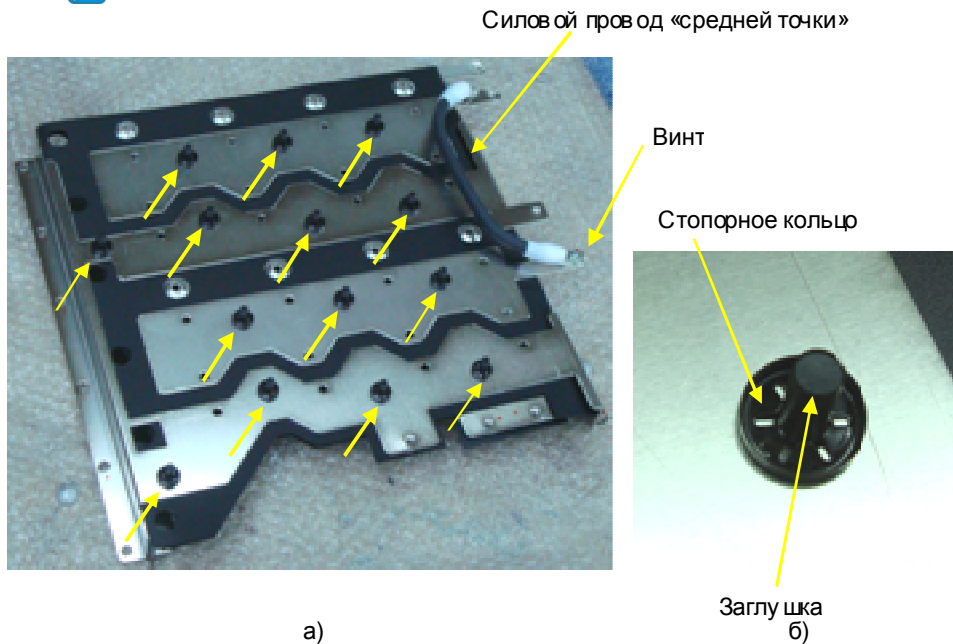 Силовой провод «средней точки»
Винт
Стопорное кольцо
Заглушка
а)
б)